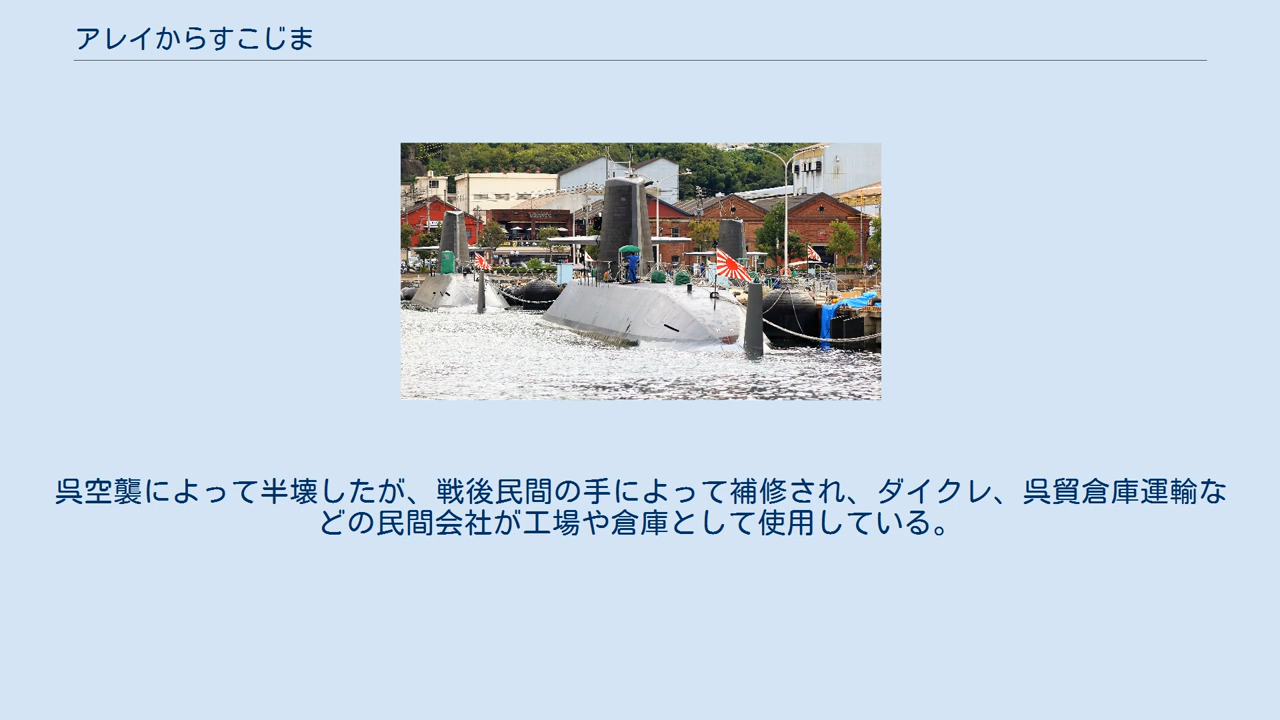 アレイからすこじま
呉空襲によって半壊したが、戦後民間の手によって補修され、ダイクレ、呉貿倉庫運輸な
どの民間会社が工場や倉庫として使用している。